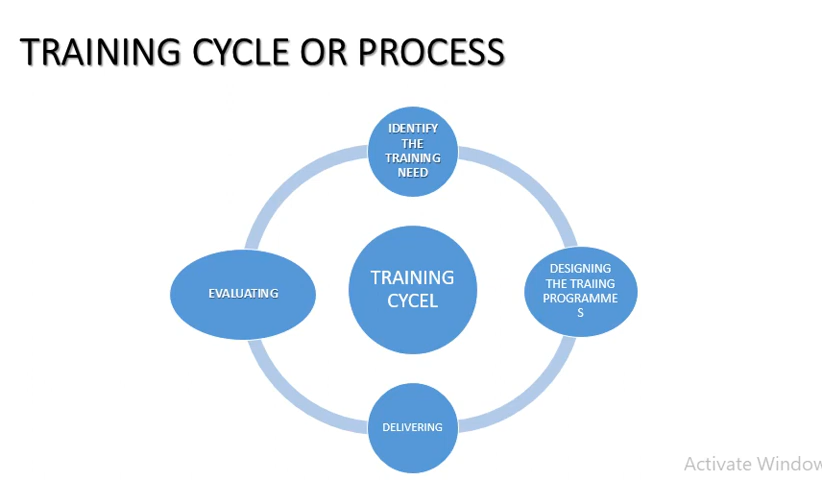 TRAINING CYCLE OR PROCESS
IDENTIFY
THE
TRAINING
NEED
TRAINING
CYCEL
DESIGNING
THE TRAIING
PROGRAMME
S
EVALUATING
DELIVERING
Activate Window